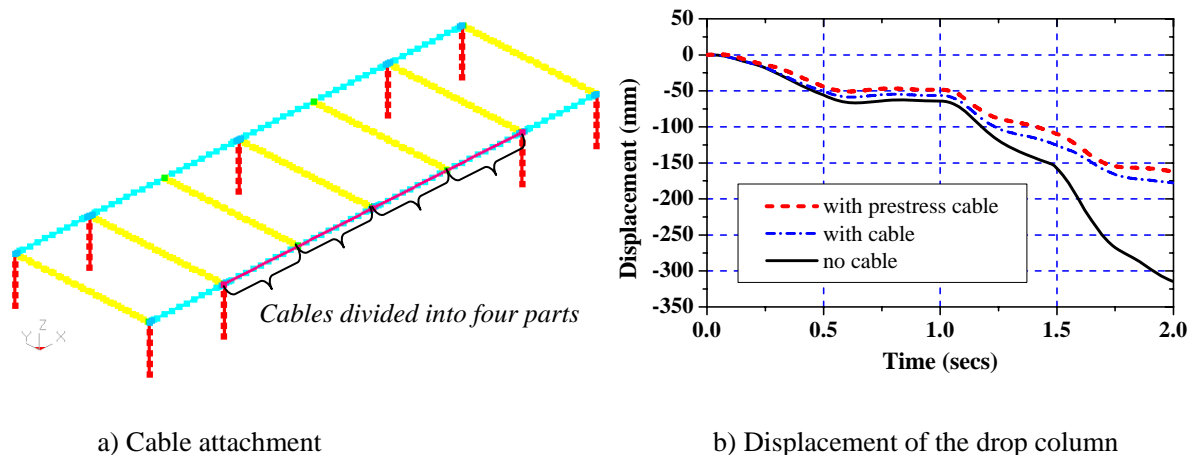 Cables divided into four parts
Z
Y X
a) Cable attachment
50
0
-50
-100
-150
-200
-250
-300
-350
Displacement (mm)
with prestress cable
with cable
no cable
0.0 0.5 1.0 1.5 2.0
Time (secs)
b) Displacement of the drop column